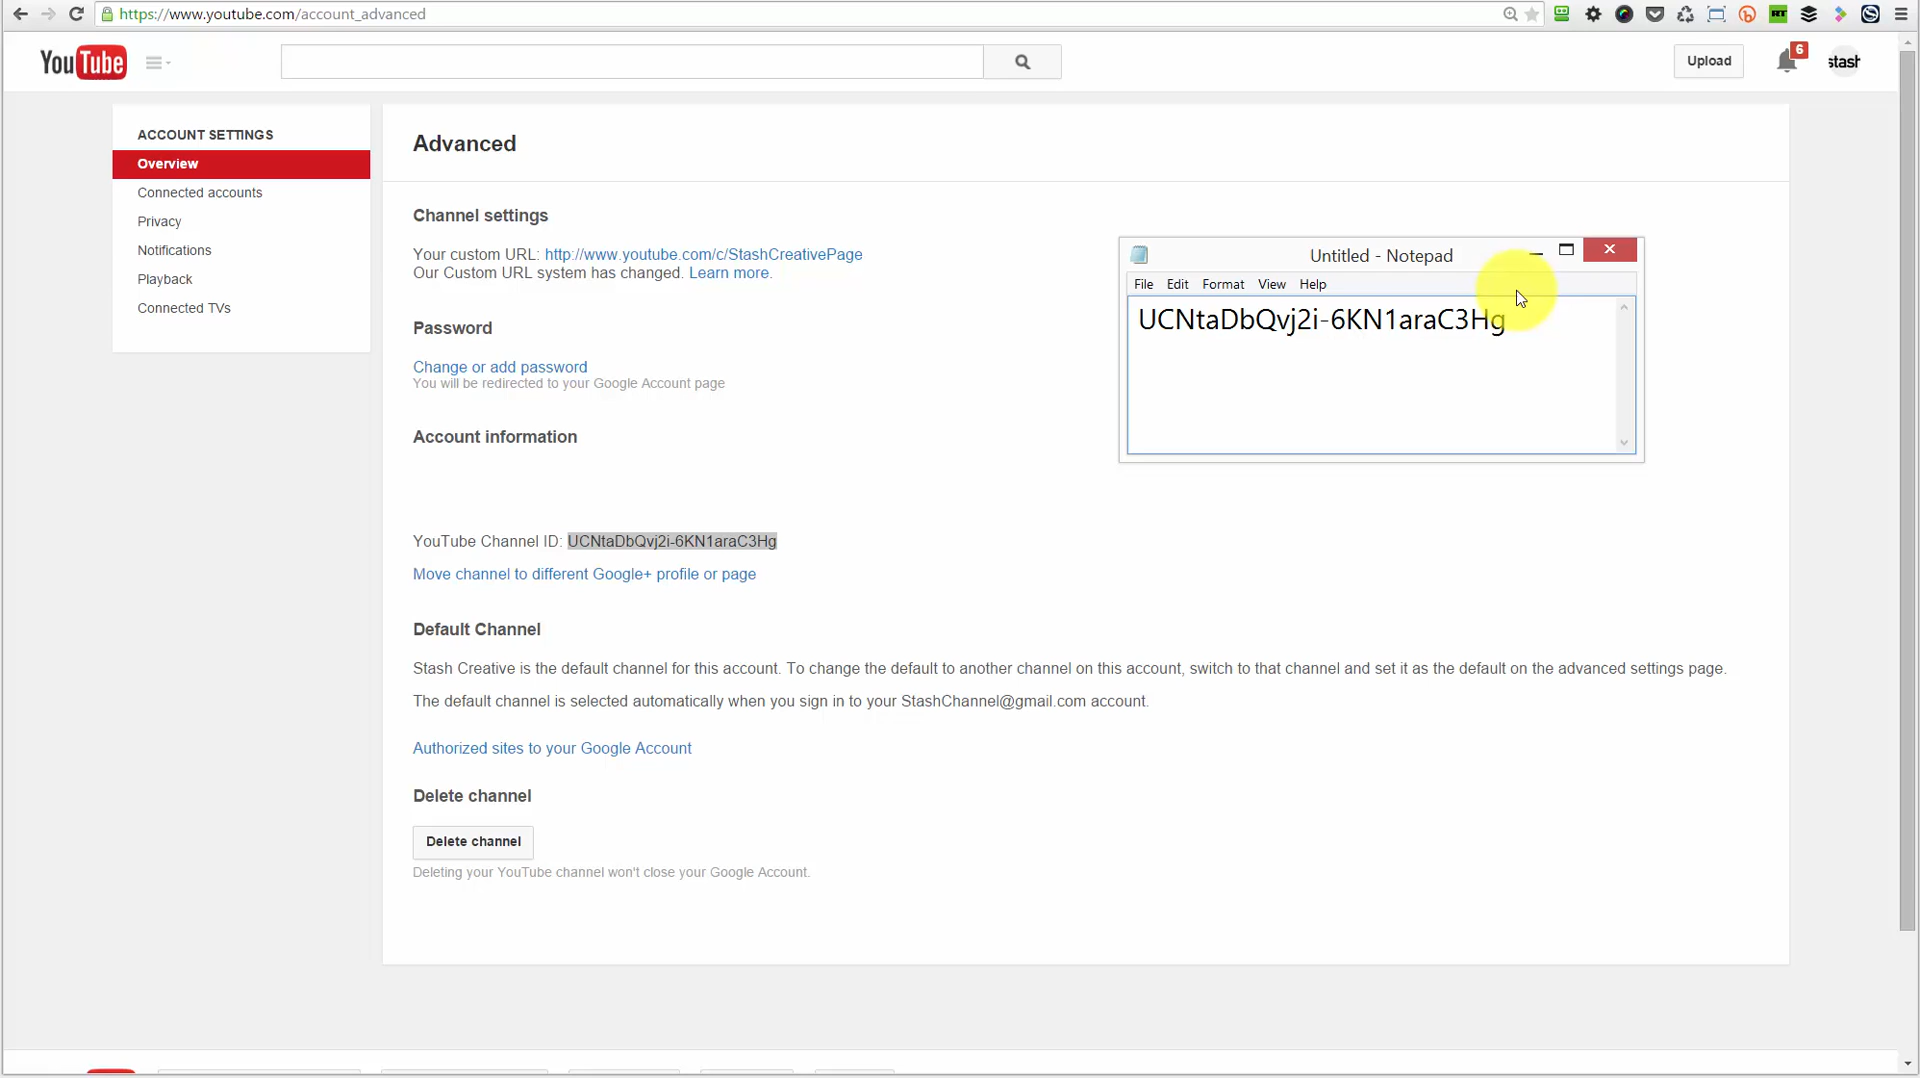 https://www.youtube.com/account_advanced
YouTube
Upload
6
stash
ACCOUNT SETTINGS
Overview
Connected accounts
Privacy
Notifications
Playback
Connected TVs
Advanced
Channel settings
Your custom URL: http://www.youtube.com/c/StashCreativePage
Our Custom URL system has changed. Learn more.
Password
Change or add password
You will be redirected to your Google Account page
Account information
YouTube Channel ID: UCNtaDbQvj2i-6KN1araC3Hg
Move channel to different Google+ profile or page
Default Channel
Stash Creative is the default channel for this account. To change the default to another channel on this account, switch to that channel and set it as the default on the advanced settings page.
The default channel is selected automatically when you sign in to your StashChannel@gmail.com account.
Authorized sites to your Google Account
Delete channel
Delete channel
Deleting your YouTube channel won't close your Google Account.
Untitled - Notepad
File Edit Format View Help
UCNtaDbQvj2i-6KN1araC3Hg